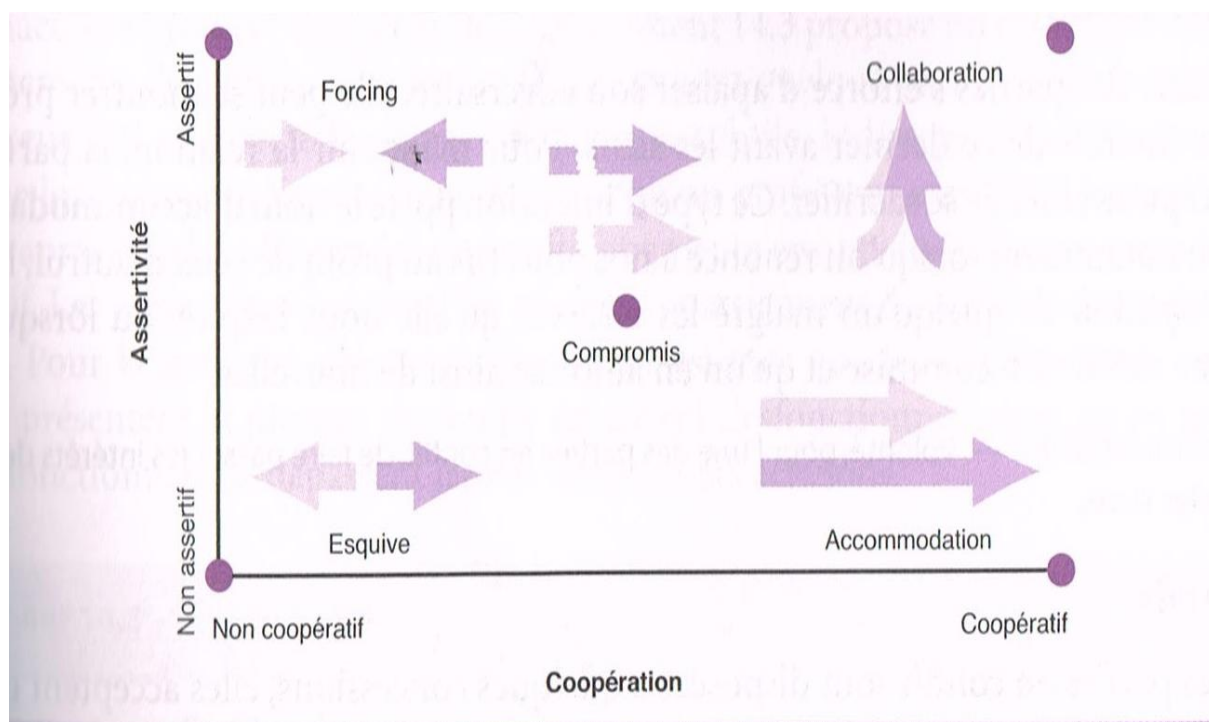 Assertif
Assertivité
Non assertif
Forcing
Collaboration
Compromis
Esquive
Accommodation
Non coopératif
Coopératif
Coopération